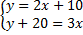 y = 2x + 10
y + 20 = 3x